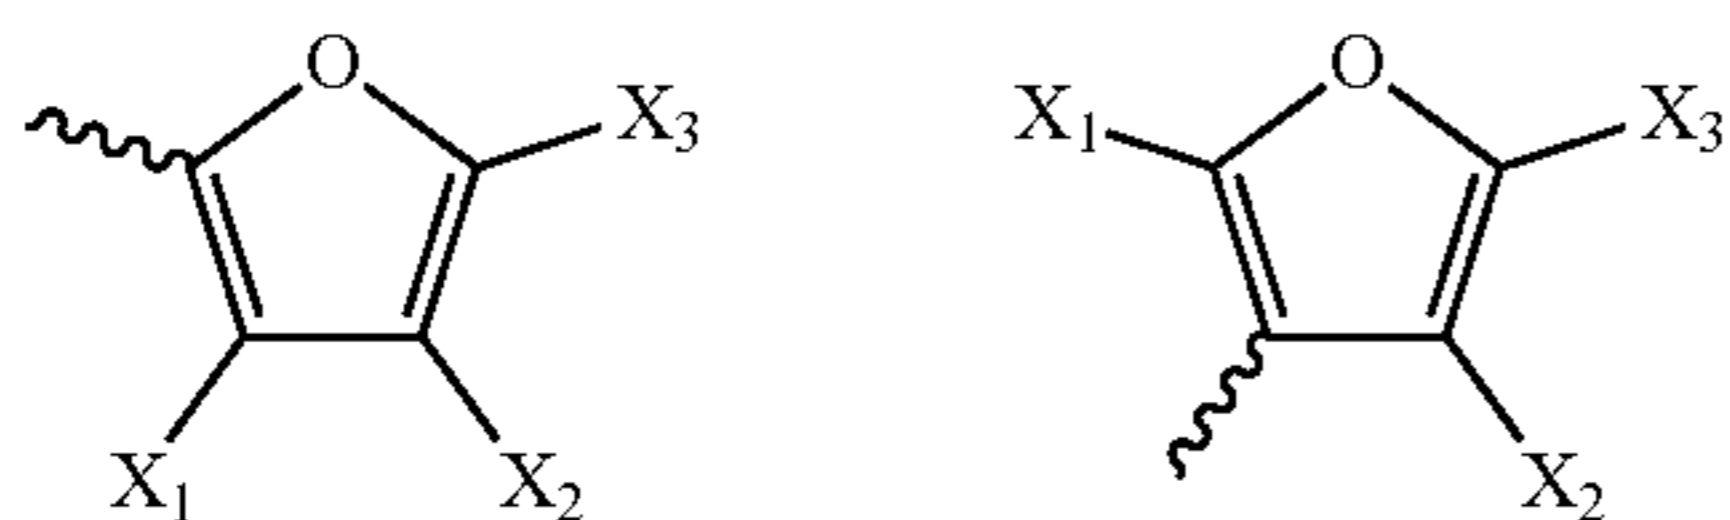 O O
X₃ X₁ X₃
X₁ X₂ X₂